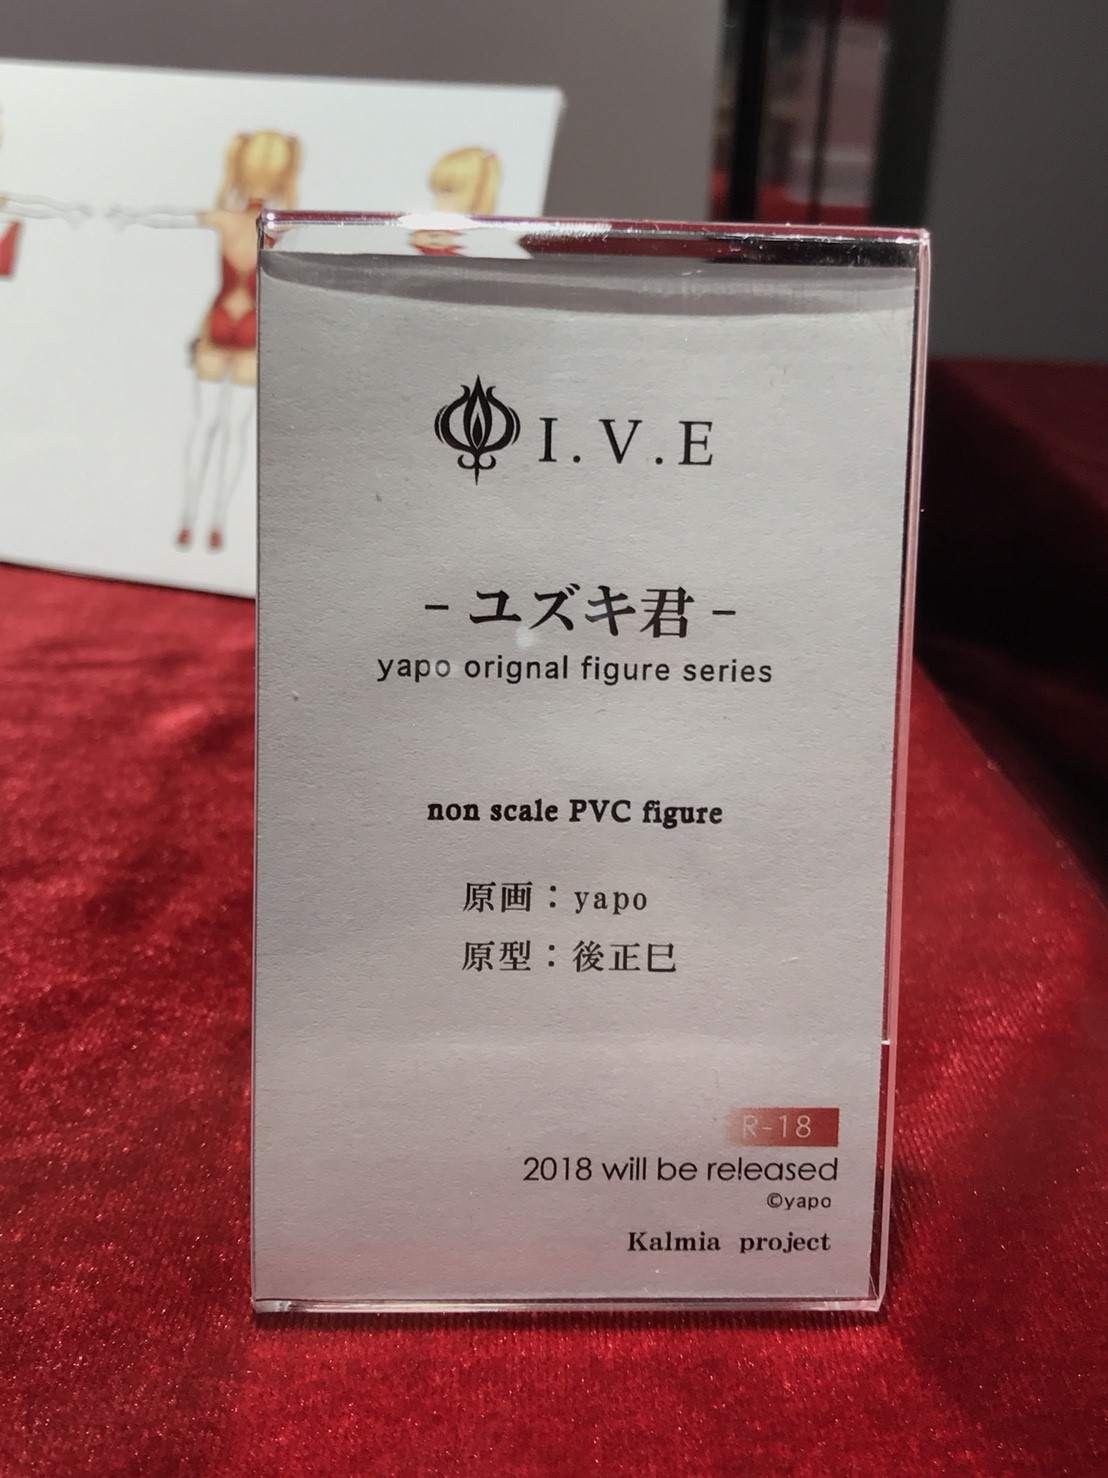 I.V.E
- ユズキ君 -
yapo orignal figure series
non scale PVC figure
原画：yapo
原型：後正巳
R-18
2018 will be released
©yapo
Kalmia project